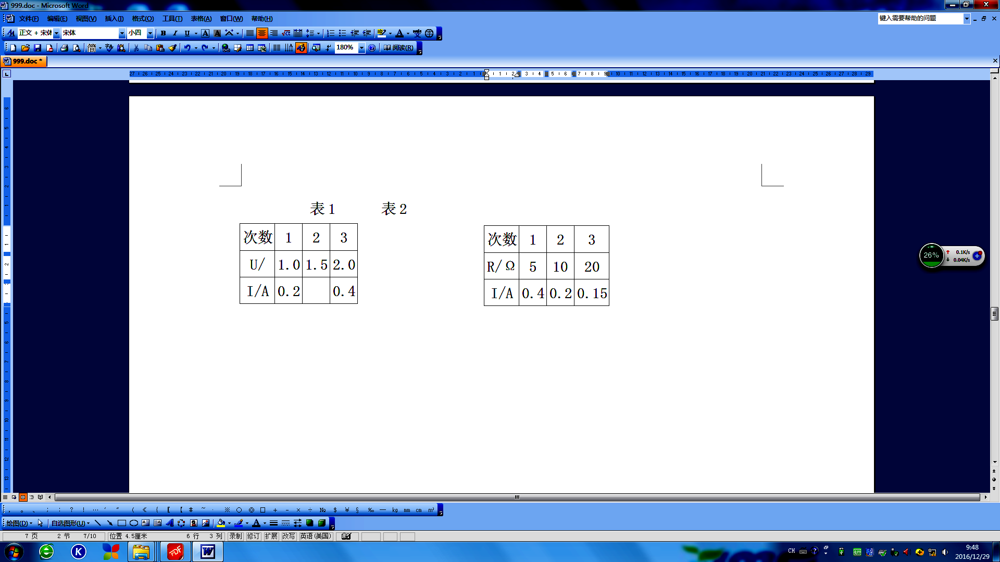 999.doc - Microsoft Word
文件(F) 编辑(E) 视图(V) 插入(I) 格式(O) 工具(T) 表格(A) 窗口(W) 帮助(H) 键入需要帮助的问题
正文 + 宋体 宋体 小四
180% 阅读(R)
999.doc *
表1 表2
次数 1 2 3
U/ 1.0 1.5 2.0
I/A 0.2 0.4
次数 1 2 3
R/Ω 5 10 20
I/A 0.4 0.2 0.15
26% 0.1K/s
0.04K/s
绘图(D) 自选图形(U)
7 页 2 节 7/10 位置 4.5厘米 6 行 3 列 录制 修订 扩展 改写 英语(美国)
CH 9:48
2016/12/29